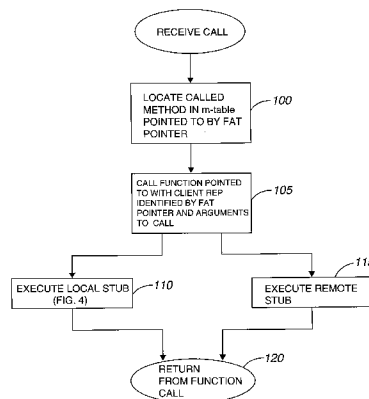 RECEIVE CALL
LOCATE CALLED
METHOD IN m-table
POINTED TO BY FAT
POINTER
100
CALL FUNCTION POINTED
TO WITH CLIENT REP
IDENTIFIED BY FAT
POINTER AND ARGUMENTS
TO CALL
105
EXECUTE LOCAL STUB
(FIG. 4)
110
EXECUTE REMOTE
STUB
RETURN
FROM FUNCTION
CALL
120